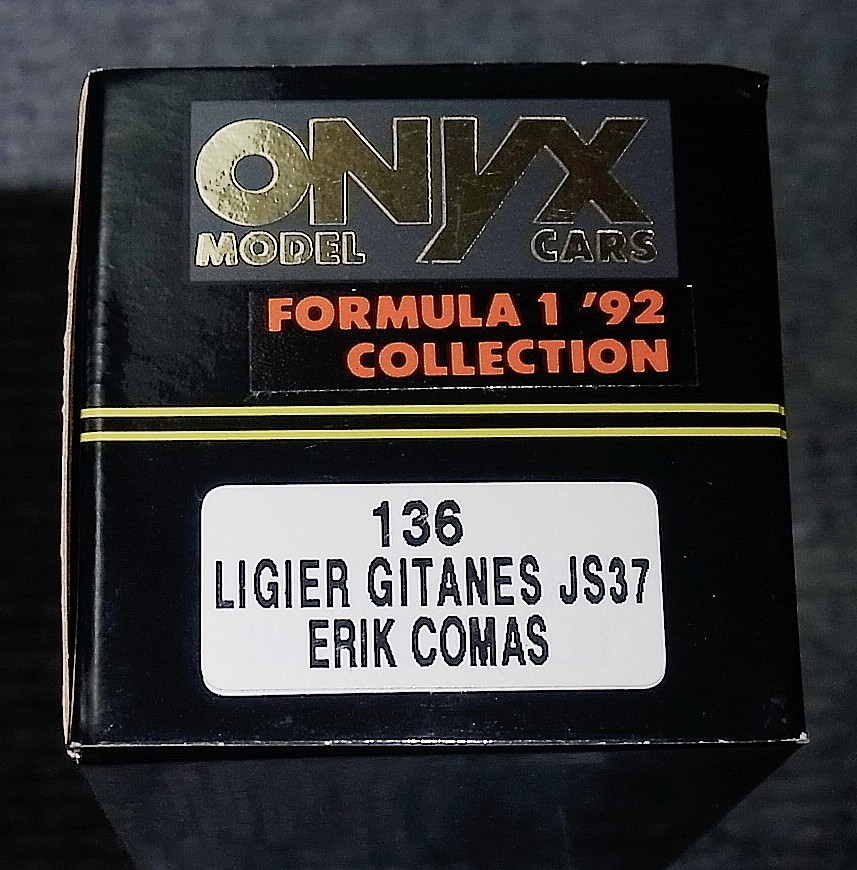 ONYX
MODEL CARS
FORMULA 1 '92
COLLECTION
136
LIGIER GITANES JS37
ERIK COMAS